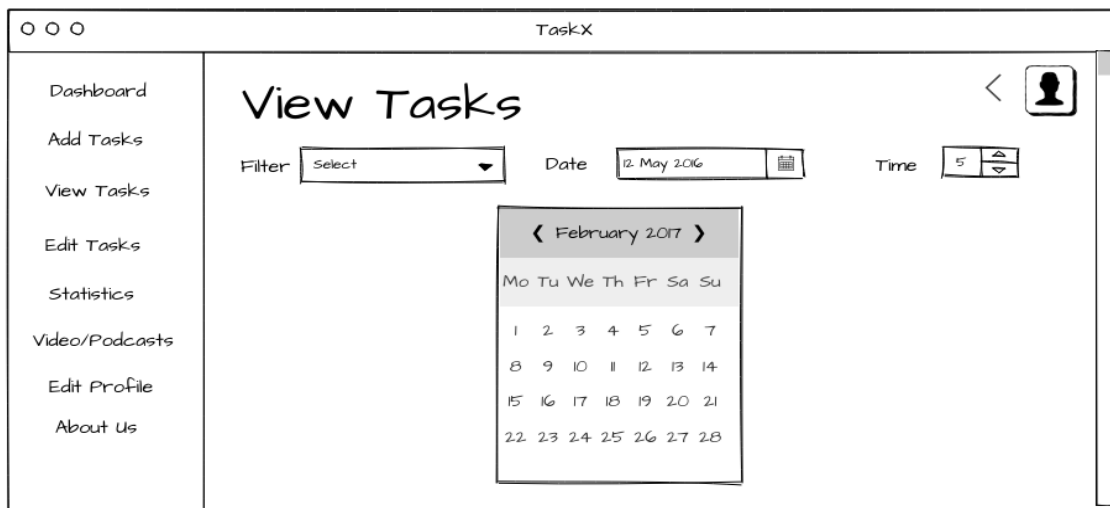 TaskX
Dashboard
Add Tasks
View Tasks
Edit Tasks
Statistics
Video/Podcasts
Edit Profile
About Us
View Tasks
Filter Select Date 12 May 2016 Time 5
❮ February 2017 ❯
Mo Tu We Th Fr Sa Su
1 2 3 4 5 6 7
8 9 10 11 12 13 14
15 16 17 18 19 20 21
22 23 24 25 26 27 28